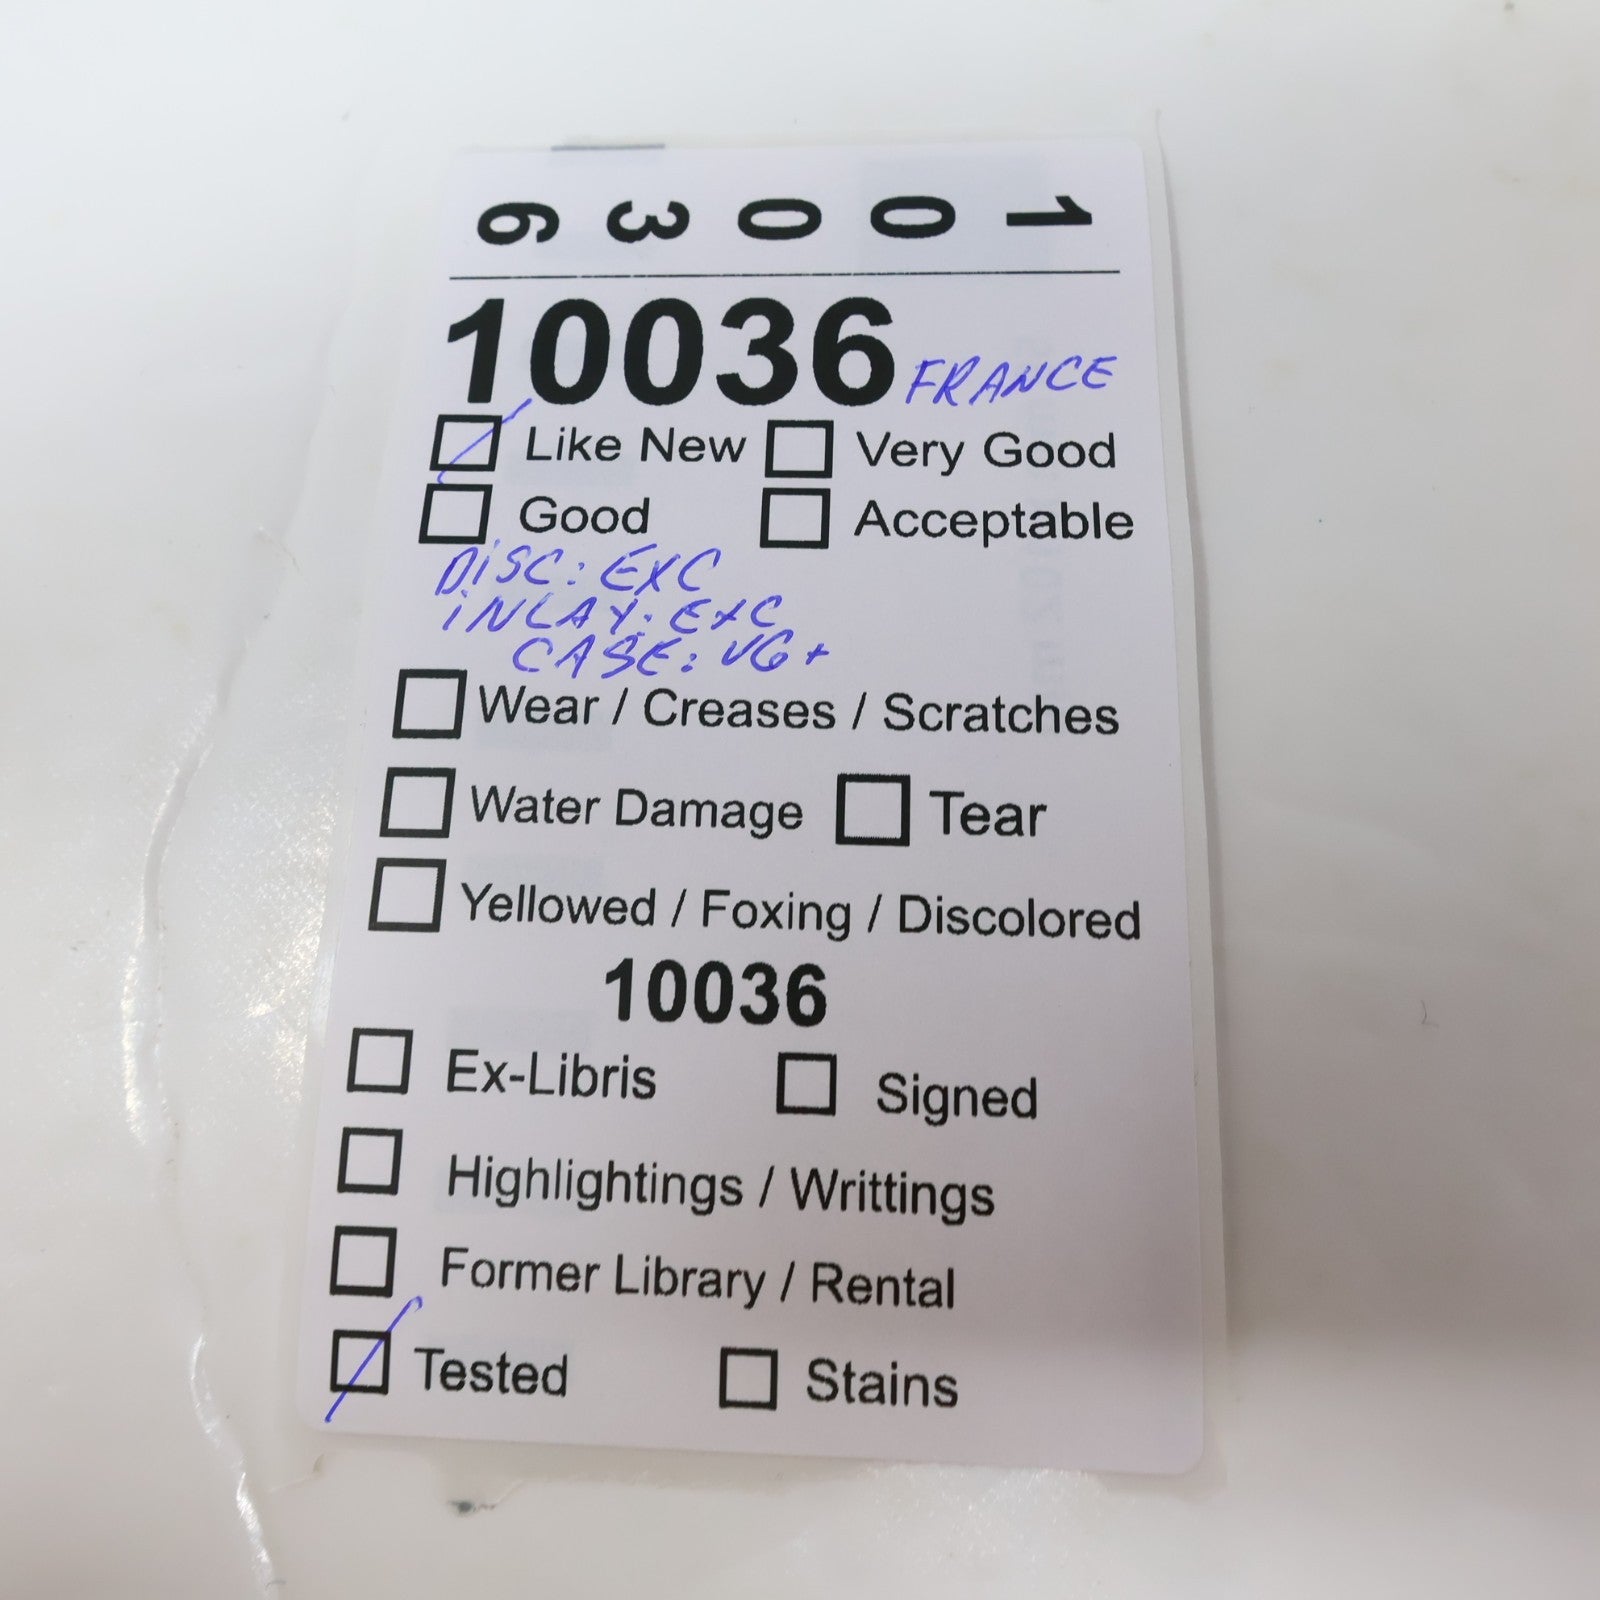 10036
10036 FRANCE
Like New Very Good
Good Acceptable
DiSC: EXC
iNLAY: EXC
CASE: VG+
Wear / Creases / Scratches
Water Damage Tear
Yellowed / Foxing / Discolored
10036
Ex-Libris Signed
Highlightings / Writtings
Former Library / Rental
Tested Stains